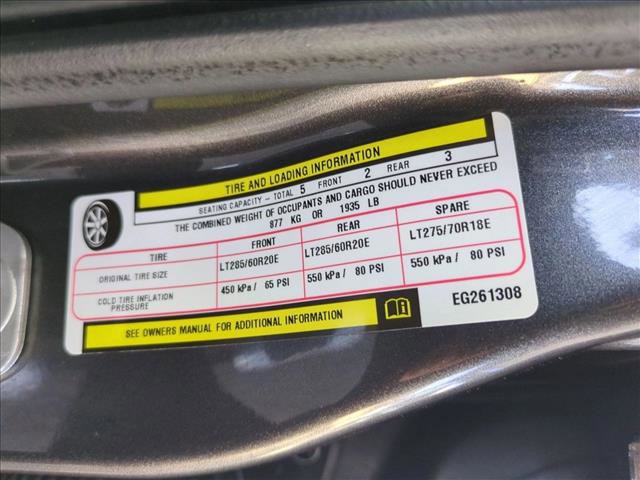 TIRE AND LOADING INFORMATION
SEATING CAPACITY - TOTAL 5 FRONT 2 REAR 3
THE COMBINED WEIGHT OF OCCUPANTS AND CARGO SHOULD NEVER EXCEED
877 KG OR 1935 LB
TIRE FRONT REAR SPARE
ORIGINAL TIRE SIZE LT285/60R20E LT285/60R20E LT275/70R18E
COLD TIRE INFLATION PRESSURE 450 kPa / 65 PSI 550 kPa / 80 PSI 550 kPa / 80 PSI
SEE OWNERS MANUAL FOR ADDITIONAL INFORMATION
EG261308